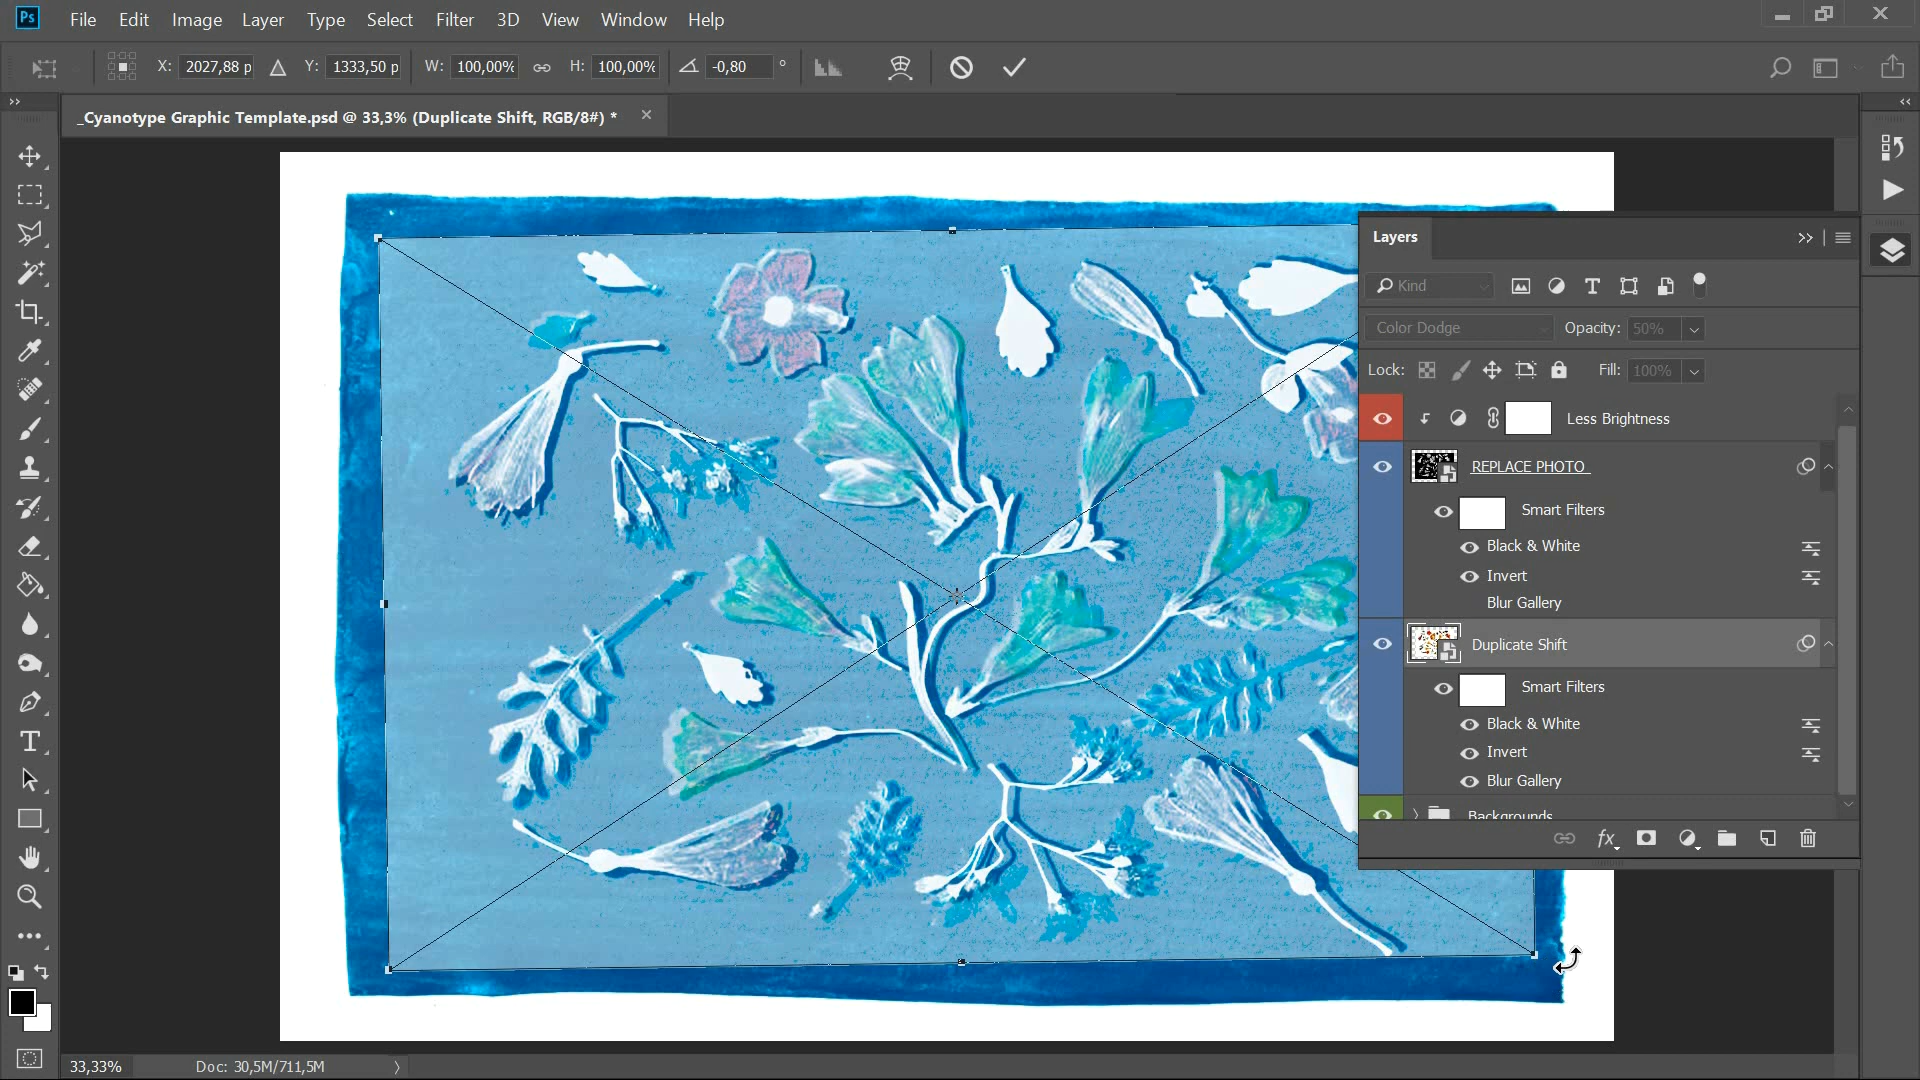 Ps File Edit Image Layer Type Select Filter 3D View Window Help
X: 2027,88 p Y: 1333,50 p W: 100,00% H: 100,00% -0,80 °
_Cyanotype Graphic Template.psd @ 33,3% (Duplicate Shift, RGB/8#) *
Layers
Kind
Color Dodge Opacity: 50%
Lock: Fill: 100%
Less Brightness
REPLACE PHOTO
Smart Filters
Black & White
Invert
Blur Gallery
Duplicate Shift
Smart Filters
Black & White
Invert
Blur Gallery
Backgrounds
fx
33,33% Doc: 30,5M/711,5M